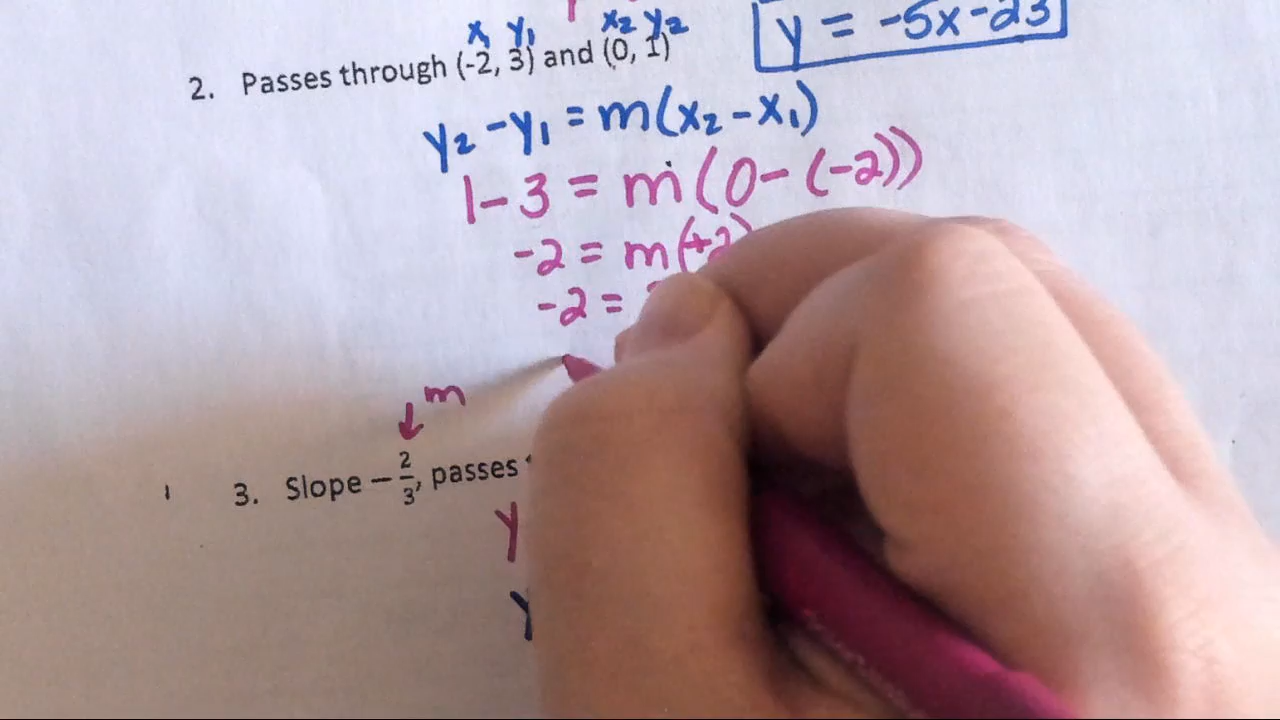 x₁ y₁ x₂ y₂
y = -5x-23
2. Passes through (-2, 3) and (0, 1)
y₂ - y₁ = m(x₂ - x₁)
1-3 = m(0-(-2))
-2 = m(+2)
-2 =
m
3. Slope -2/3, passes
y
y